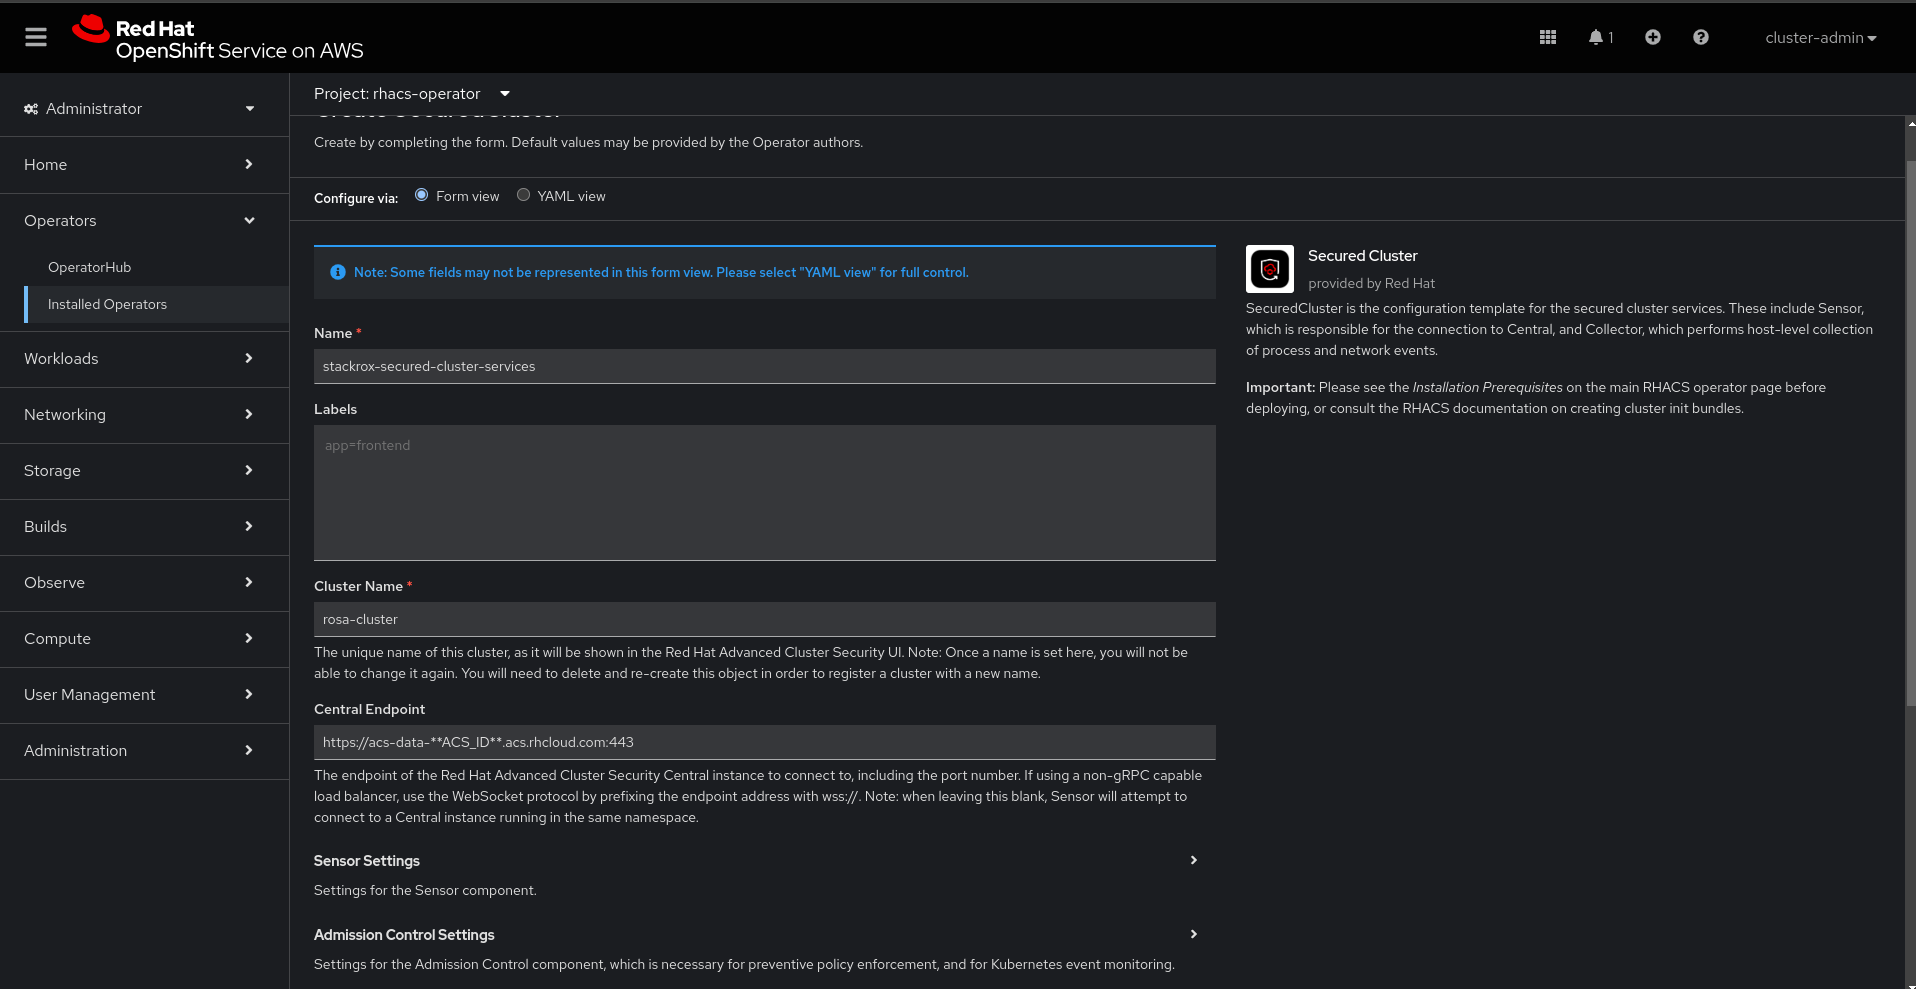 Red Hat
OpenShift Service on AWS
1
cluster-admin
Administrator
Home
Operators
OperatorHub
Installed Operators
Workloads
Networking
Storage
Builds
Observe
Compute
User Management
Administration
Project: rhacs-operator
Create SecuredCluster
Create by completing the form. Default values may be provided by the Operator authors.
Configure via:
Form view
YAML view
Note: Some fields may not be represented in this form view. Please select "YAML view" for full control.
Name *
stackrox-secured-cluster-services
Labels
app=frontend
Cluster Name *
rosa-cluster
The unique name of this cluster, as it will be shown in the Red Hat Advanced Cluster Security UI. Note: Once a name is set here, you will not be
able to change it again. You will need to delete and re-create this object in order to register a cluster with a new name.
Central Endpoint
https://acs-data-**ACS_ID**.acs.rhcloud.com:443
The endpoint of the Red Hat Advanced Cluster Security Central instance to connect to, including the port number. If using a non-gRPC capable
load balancer, use the WebSocket protocol by prefixing the endpoint address with wss://. Note: when leaving this blank, Sensor will attempt to
connect to a Central instance running in the same namespace.
Sensor Settings
Settings for the Sensor component.
Admission Control Settings
Settings for the Admission Control component, which is necessary for preventive policy enforcement, and for Kubernetes event monitoring.
Secured Cluster
provided by Red Hat
SecuredCluster is the configuration template for the secured cluster services. These include Sensor,
which is responsible for the connection to Central, and Collector, which performs host-level collection
of process and network events.
Important: Please see the Installation Prerequisites on the main RHACS operator page before
deploying, or consult the RHACS documentation on creating cluster init bundles.